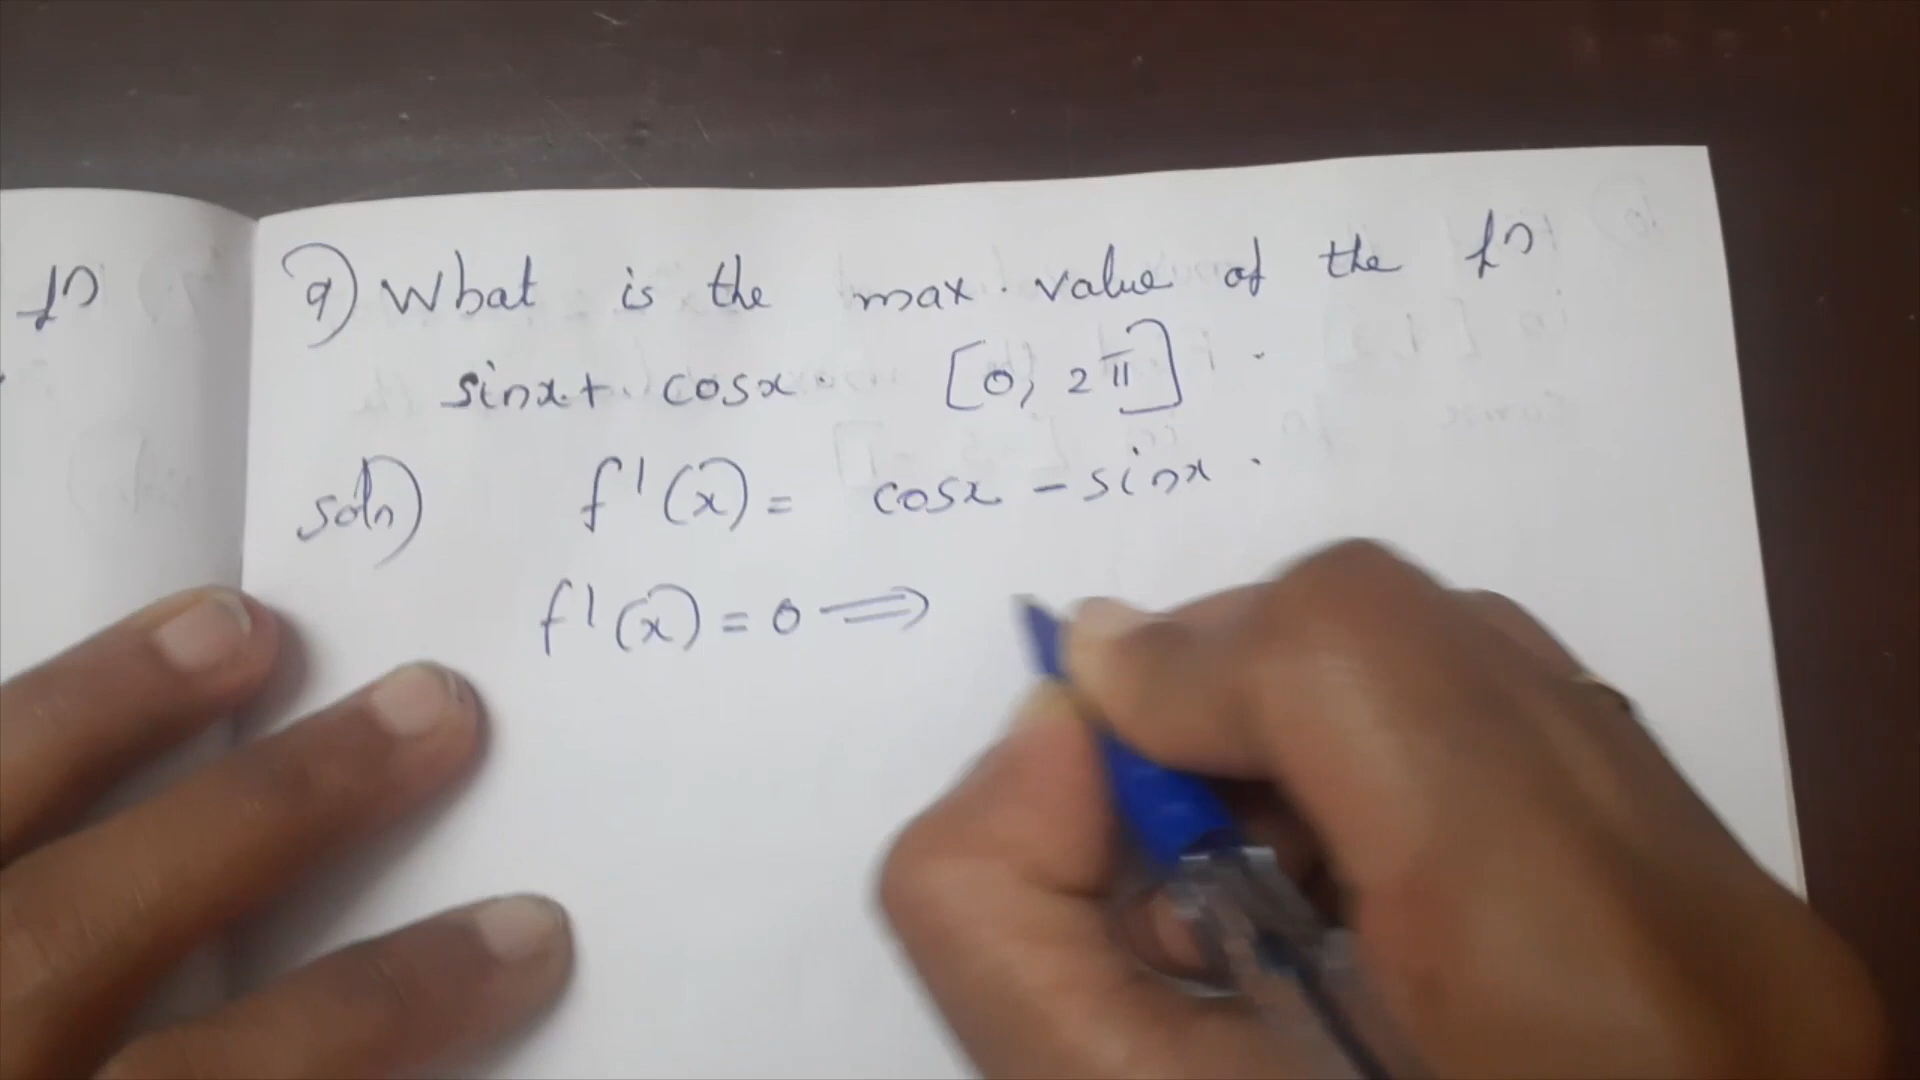 fn
9) What is the max. value of the fn
sinx + cosx. [0, 2π].
soln) f'(x) = cosx - sinx.
f'(x) = 0 ⟹